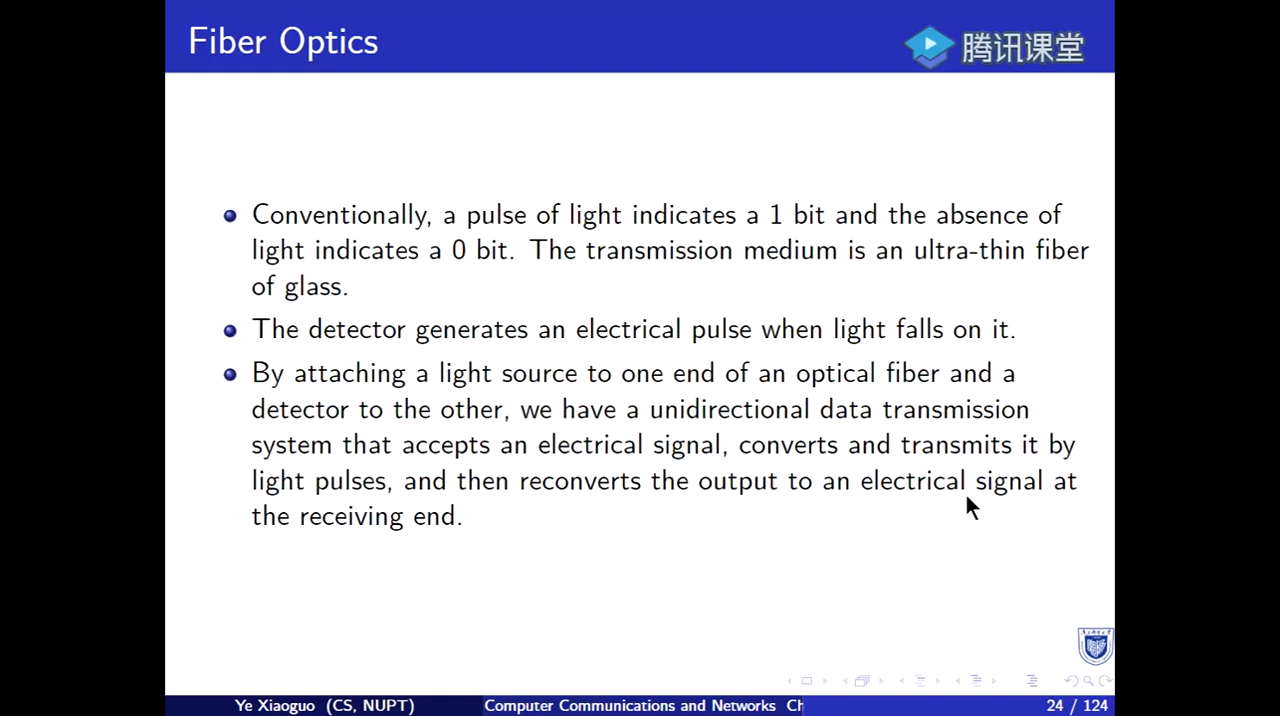 Fiber Optics
腾讯课堂
Conventionally, a pulse of light indicates a 1 bit and the absence of
light indicates a 0 bit. The transmission medium is an ultra-thin fiber
of glass.
The detector generates an electrical pulse when light falls on it.
By attaching a light source to one end of an optical fiber and a
detector to the other, we have a unidirectional data transmission
system that accepts an electrical signal, converts and transmits it by
light pulses, and then reconverts the output to an electrical signal at
the receiving end.
Ye Xiaoguo (CS, NUPT) Computer Communications and Networks Ch 24 / 124